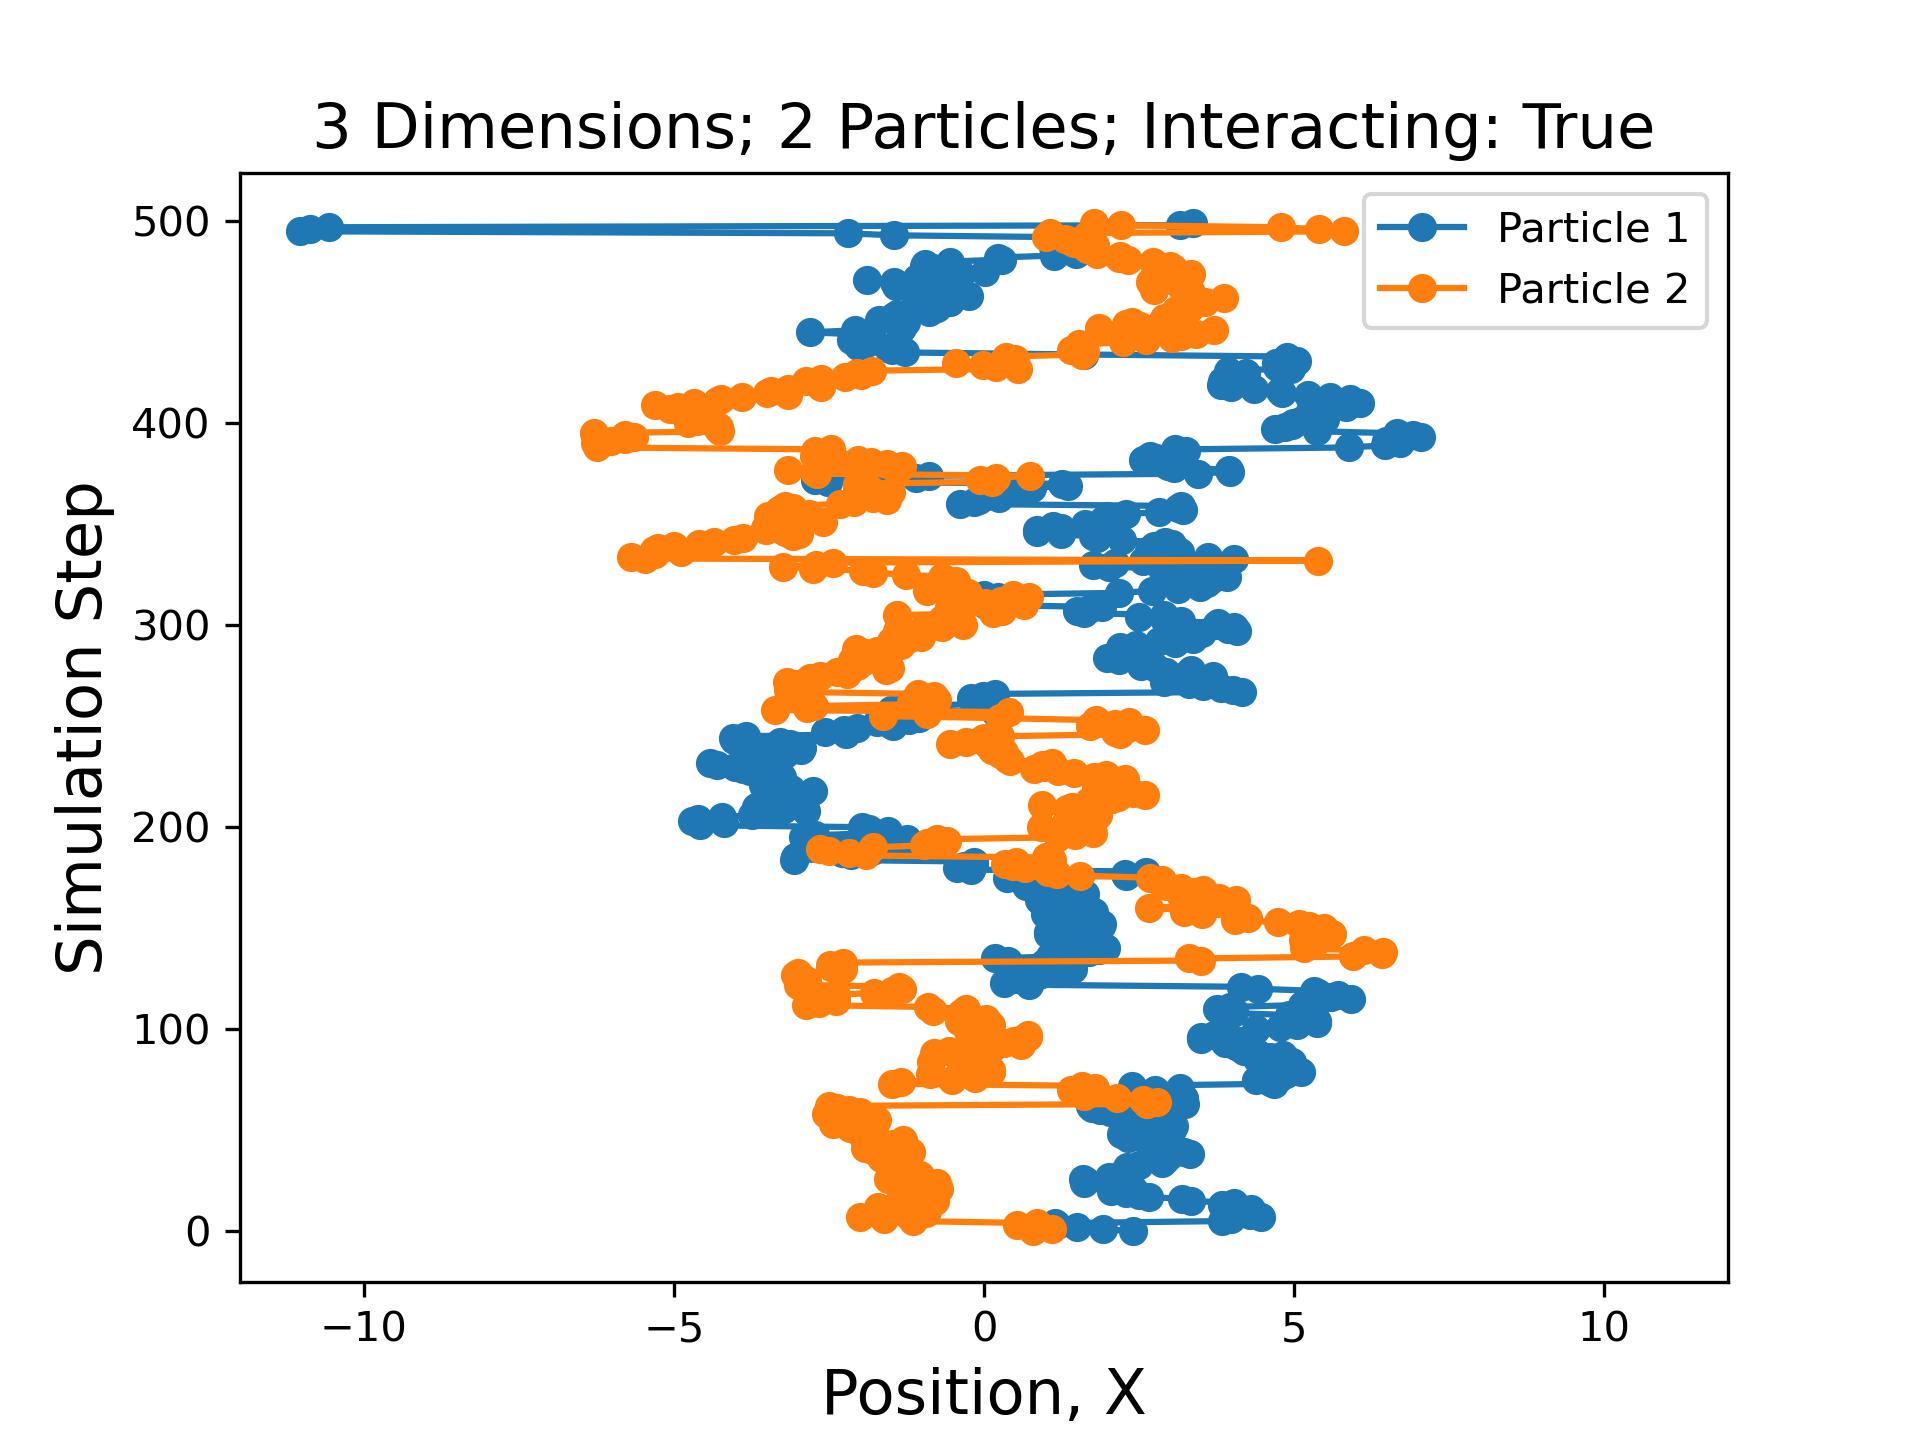 3 Dimensions; 2 Particles; Interacting: True
Particle 1
Particle 2
Simulation Step
500
400
300
200
100
0
−10
−5
0
5
10
Position, X